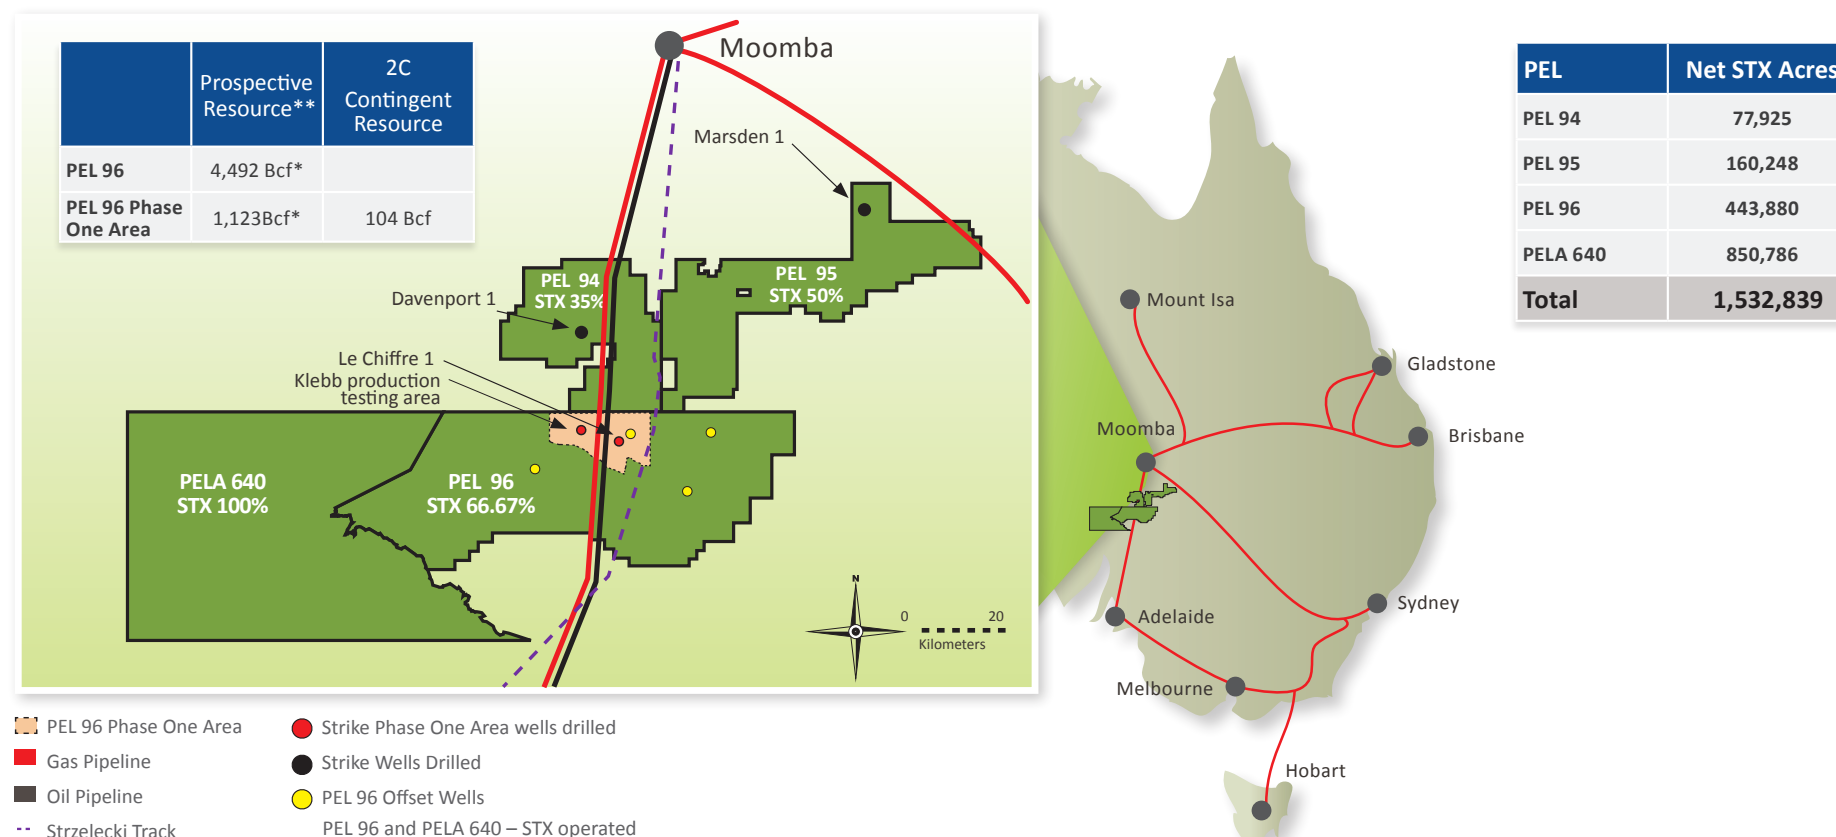 Prospective
Resource**
2C
Contingent
Resource
PEL 96
4,492 Bcf*
PEL 96 Phase
One Area
1,123Bcf*
104 Bcf
Moomba
Marsden 1
PEL 94
STX 35%
PEL 95
STX 50%
Davenport 1
Le Chiffre 1
Klebb production
testing area
PELA 640
STX 100%
PEL 96
STX 66.67%
N
0
20
Kilometers
PEL 96 Phase One Area
Gas Pipeline
Oil Pipeline
Strzelecki Track
Strike Phase One Area wells drilled
Strike Wells Drilled
PEL 96 Offset Wells
PEL 96 and PELA 640 – STX operated
Mount Isa
Gladstone
Moomba
Brisbane
Sydney
Adelaide
Melbourne
Hobart
PEL
Net STX Acres
PEL 94
77,925
PEL 95
160,248
PEL 96
443,880
PELA 640
850,786
Total
1,532,839